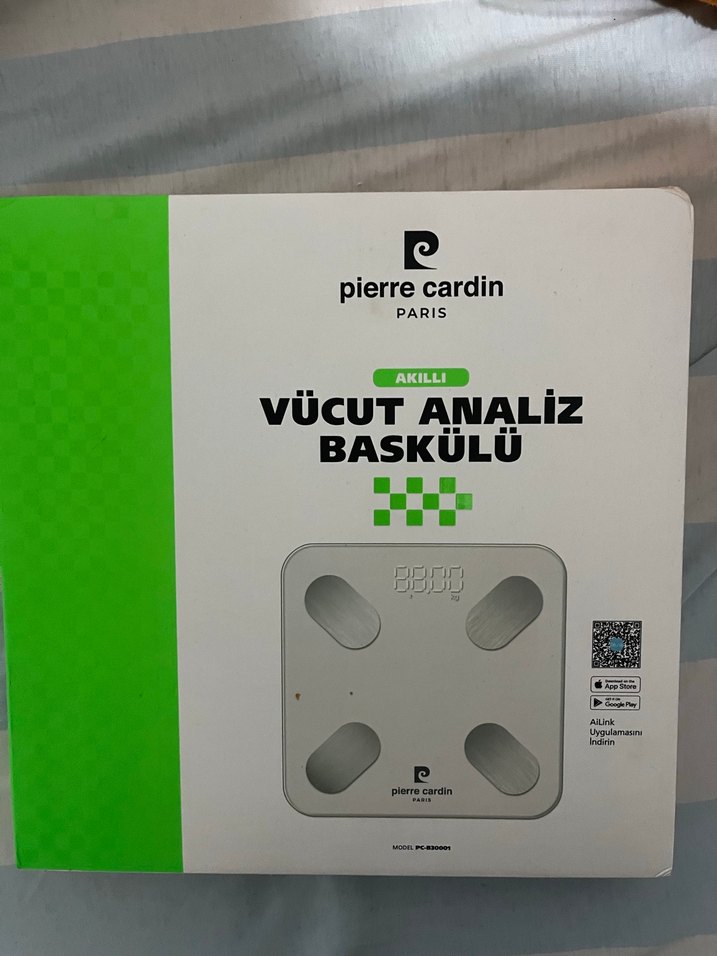 pierre cardin
PARIS
AKILLI
VÜCUT ANALİZ
BASKÜLÜ
88,00
kg
Download on the
App Store
GET IT ON
Google Play
AiLink
Uygulamasını
İndirin
pierre cardin
PARIS
MODEL PC-B30001